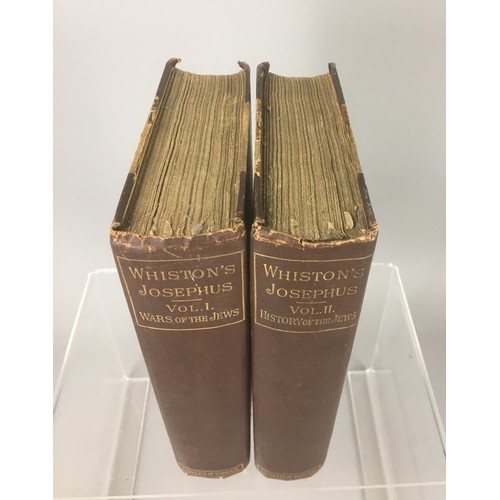 WHISTON'S
JOSEPHUS
VOL. I.
WARS OF THE JEWS
WHISTON'S
JOSEPHUS
VOL. II.
HISTORY OF THE JEWS